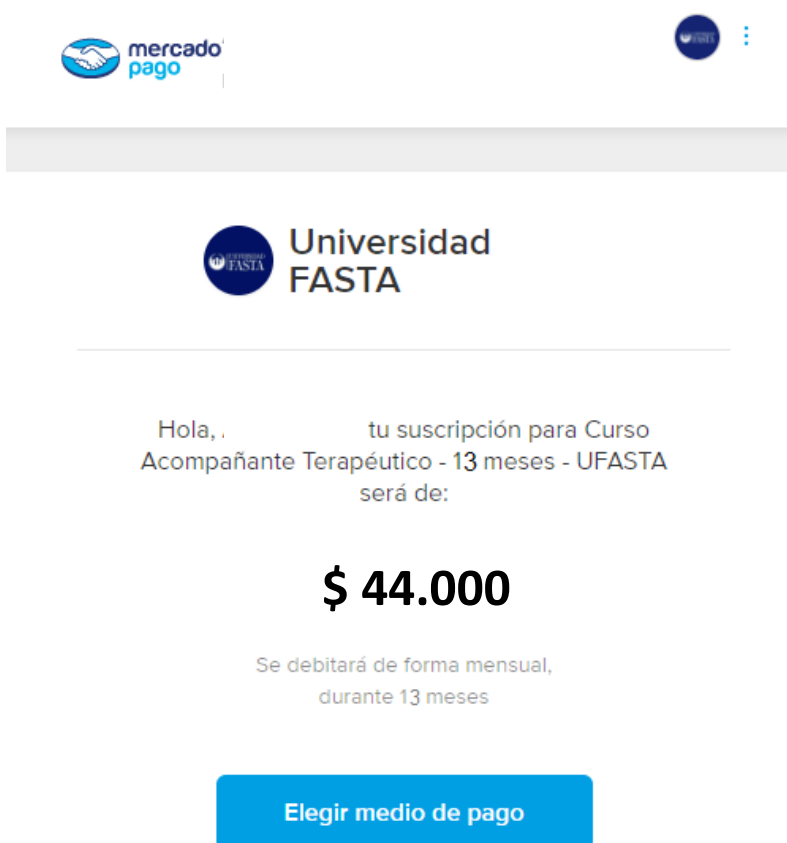 mercado
pago
Universidad
FASTA
Hola, tu suscripción para Curso
Acompañante Terapéutico - 13 meses - UFASTA
será de:
$ 44.000
Se debitará de forma mensual,
durante 13 meses
Elegir medio de pago